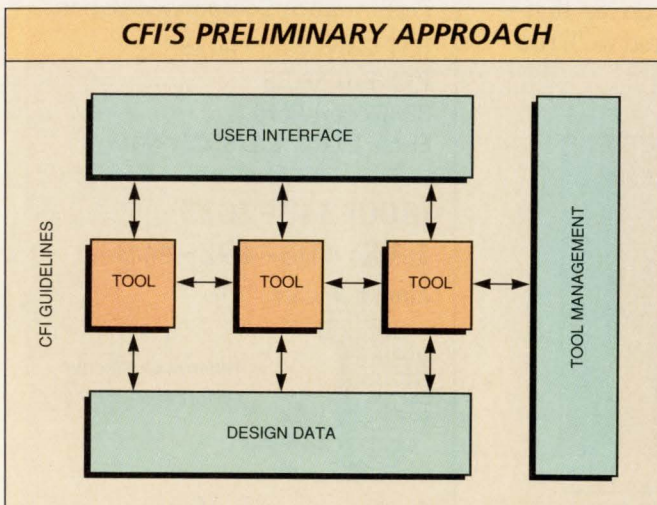 CFI'S PRELIMINARY APPROACH
USER INTERFACE
CFI GUIDELINES
TOOL
TOOL
TOOL
TOOL MANAGEMENT
DESIGN DATA